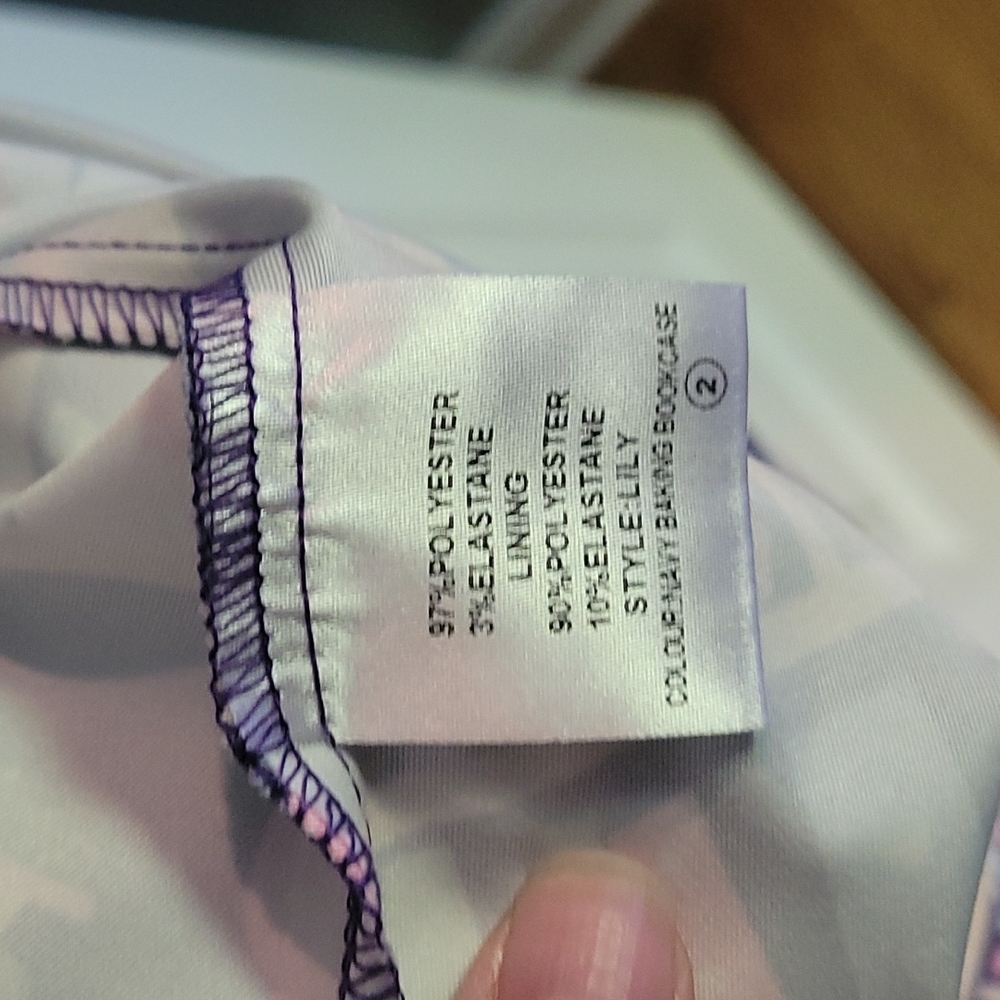 97%POLYESTER
3%ELASTANE
LINING
90%POLYESTER
10%ELASTANE
STYLE:LILY
COLOUR:NAVY BAKING BOOKCASE
2